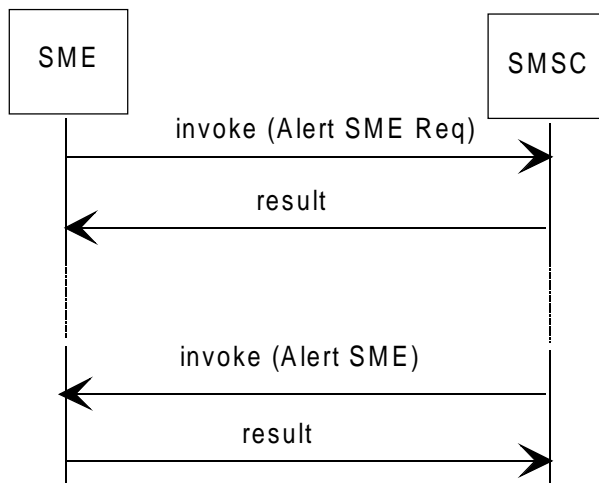 SME
SMSC
invoke (Alert SME Req)
result
invoke (Alert SME)
result